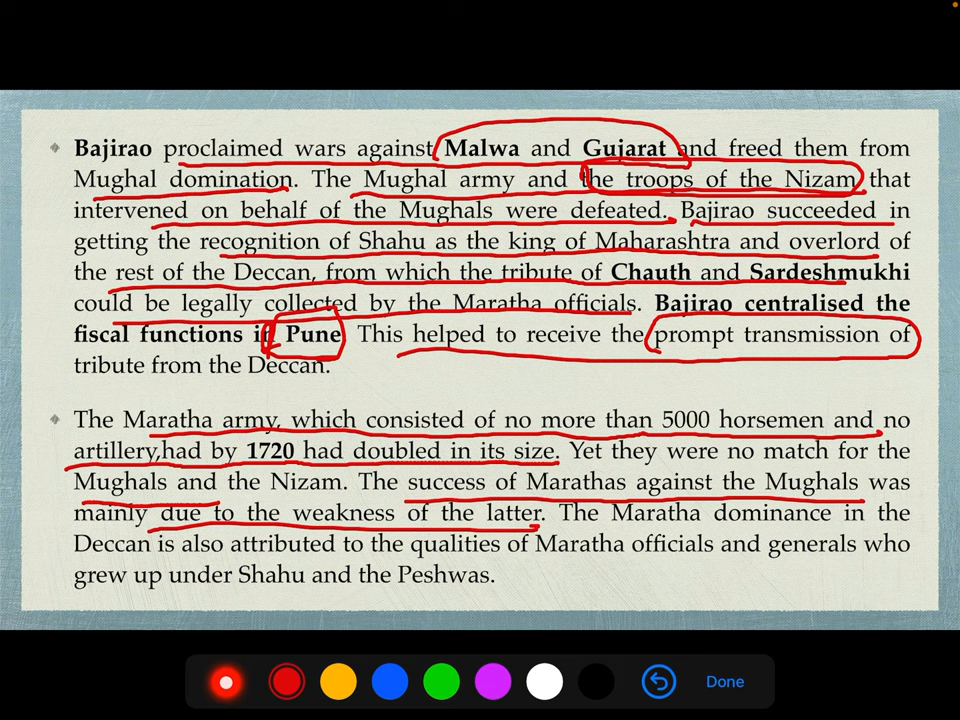 Bajirao proclaimed wars against Malwa and Gujarat and freed them from
Mughal domination. The Mughal army and the troops of the Nizam that
intervened on behalf of the Mughals were defeated. Bajirao succeeded in
getting the recognition of Shahu as the king of Maharashtra and overlord of
the rest of the Deccan, from which the tribute of Chauth and Sardeshmukhi
could be legally collected by the Maratha officials. Bajirao centralised the
fiscal functions in Pune. This helped to receive the prompt transmission of
tribute from the Deccan.
The Maratha army, which consisted of no more than 5000 horsemen and no
artillery,had by 1720 had doubled in its size. Yet they were no match for the
Mughals and the Nizam. The success of Marathas against the Mughals was
mainly due to the weakness of the latter. The Maratha dominance in the
Deccan is also attributed to the qualities of Maratha officials and generals who
grew up under Shahu and the Peshwas.
Done